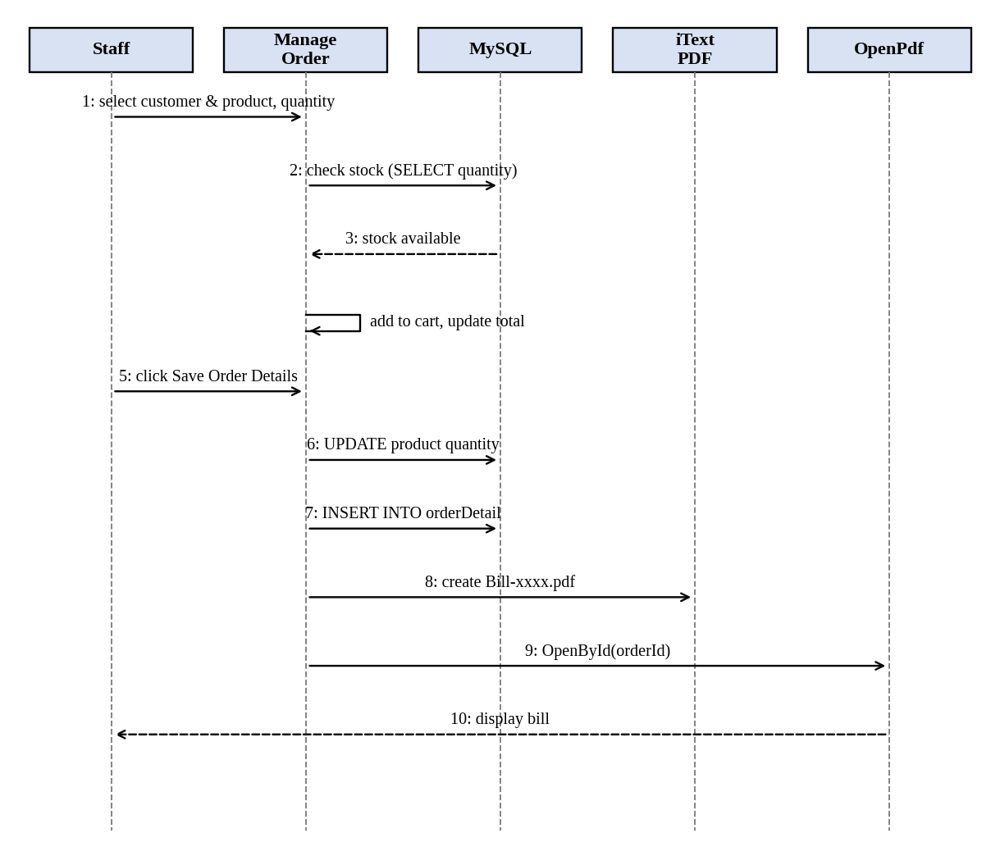 Staff
Manage
Order
MySQL
iText
PDF
OpenPdf
1: select customer & product, quantity
2: check stock (SELECT quantity)
3: stock available
add to cart, update total
5: click Save Order Details
6: UPDATE product quantity
7: INSERT INTO orderDetail
8: create Bill-xxxx.pdf
9: OpenById(orderId)
10: display bill